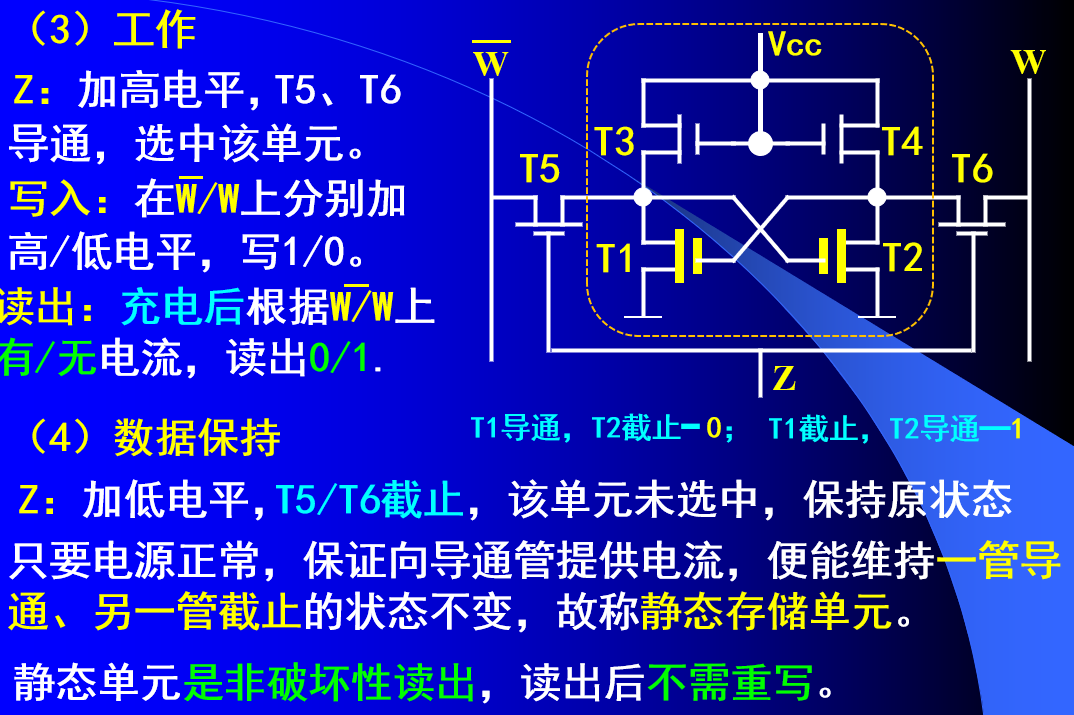 （3）工作
Z：加高电平，T5、T6
导通，选中该单元。
写入：在W̅/W上分别加
高/低电平，写1/0。
读出：充电后根据W̅/W上
有/无电流，读出0/1.
W̅
Vcc
W
T3
T4
T5
T6
T1
T2
Z
T1导通，T2截止━0； T1截止，T2导通—1
（4）数据保持
Z：加低电平，T5/T6截止，该单元未选中，保持原状态
只要电源正常，保证向导通管提供电流，便能维持一管导
通、另一管截止的状态不变，故称静态存储单元。
静态单元是非破坏性读出，读出后不需重写。